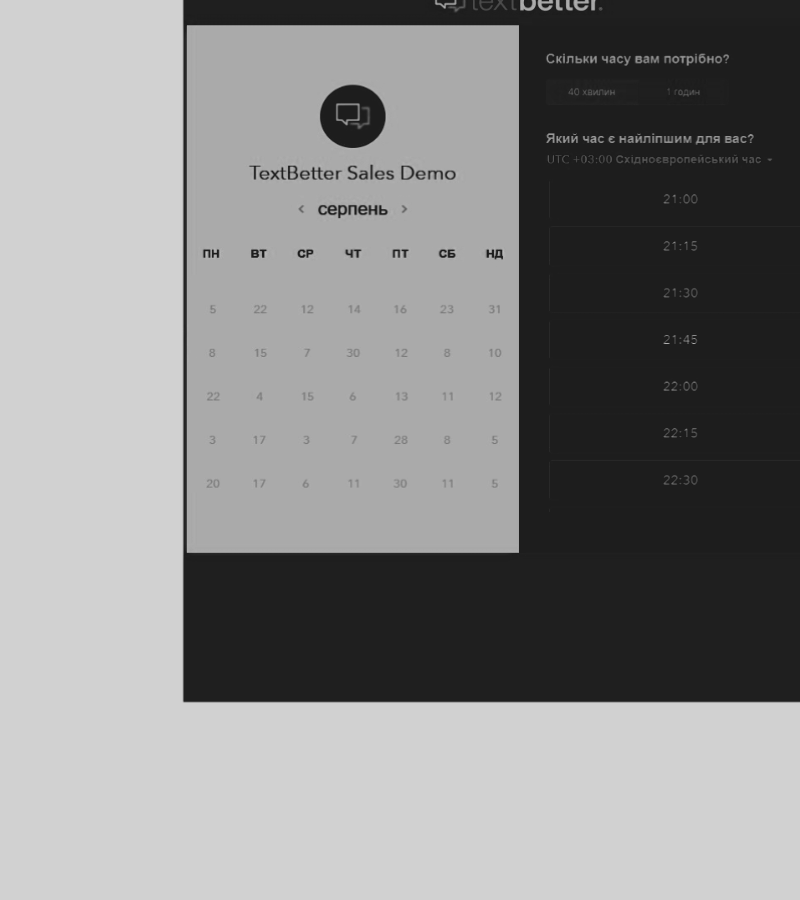 textbetter.
TextBetter Sales Demo
‹ серпень ›
ПН ВТ СР ЧТ ПТ СБ НД
5 22 12 14 16 23 31
8 15 7 30 12 8 10
22 4 15 6 13 11 12
3 17 3 7 28 8 5
20 17 6 11 30 11 5
Скільки часу вам потрібно?
40 хвилин 1 годин
Який час є найліпшим для вас?
UTC +03:00 Східноєвропейський час
21:00
21:15
21:30
21:45
22:00
22:15
22:30